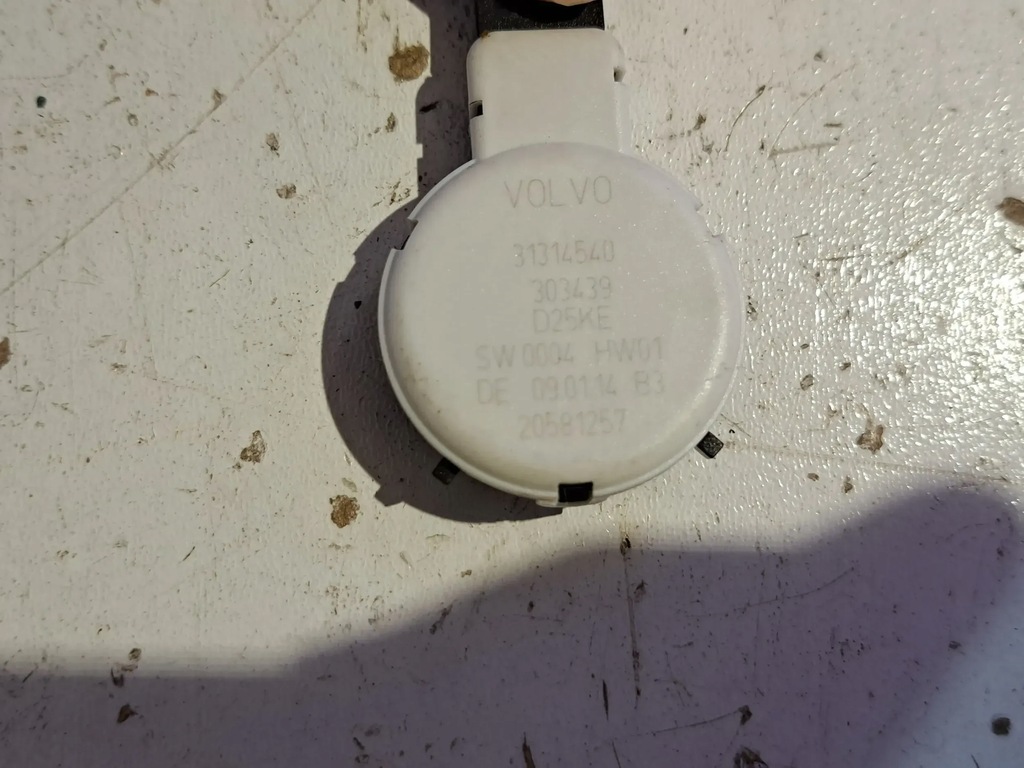 VOLVO
31314540
303439
D25KE
SW 0004 HW01
DE 09.01.14 B3
20581257